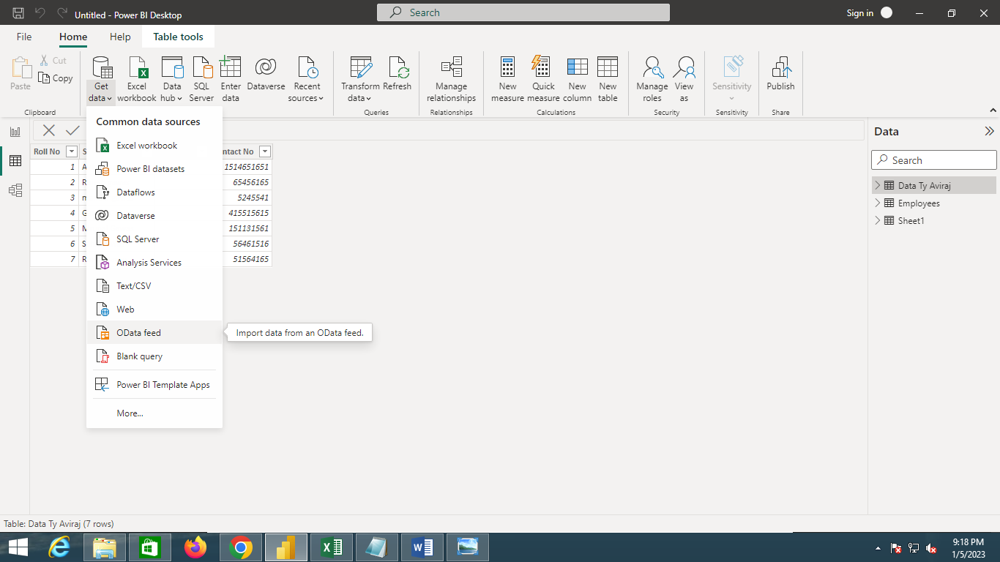 Untitled - Power BI Desktop
Search
Sign in
File Home Help Table tools
Paste
Cut
Copy
Clipboard
Get data
Excel workbook
Data hub
SQL Server
Enter data
Dataverse
Recent sources
Transform data
Refresh
Queries
Manage relationships
Relationships
New measure
Quick measure
New column
New table
Calculations
Manage roles
View as
Security
Sensitivity
Sensitivity
Publish
Share
Common data sources
Excel workbook
Power BI datasets
Dataflows
Dataverse
SQL Server
Analysis Services
Text/CSV
Web
OData feed
Import data from an OData feed.
Blank query
Power BI Template Apps
More...
Roll No S ntact No
1 A 1514651651
2 R 65456165
3 m 5245541
4 G 415515615
5 M 151131561
6 S 56461516
7 R 51564165
Data
Search
Data Ty Aviraj
Employees
Sheet1
Table: Data Ty Aviraj (7 rows)
9:18 PM
1/5/2023